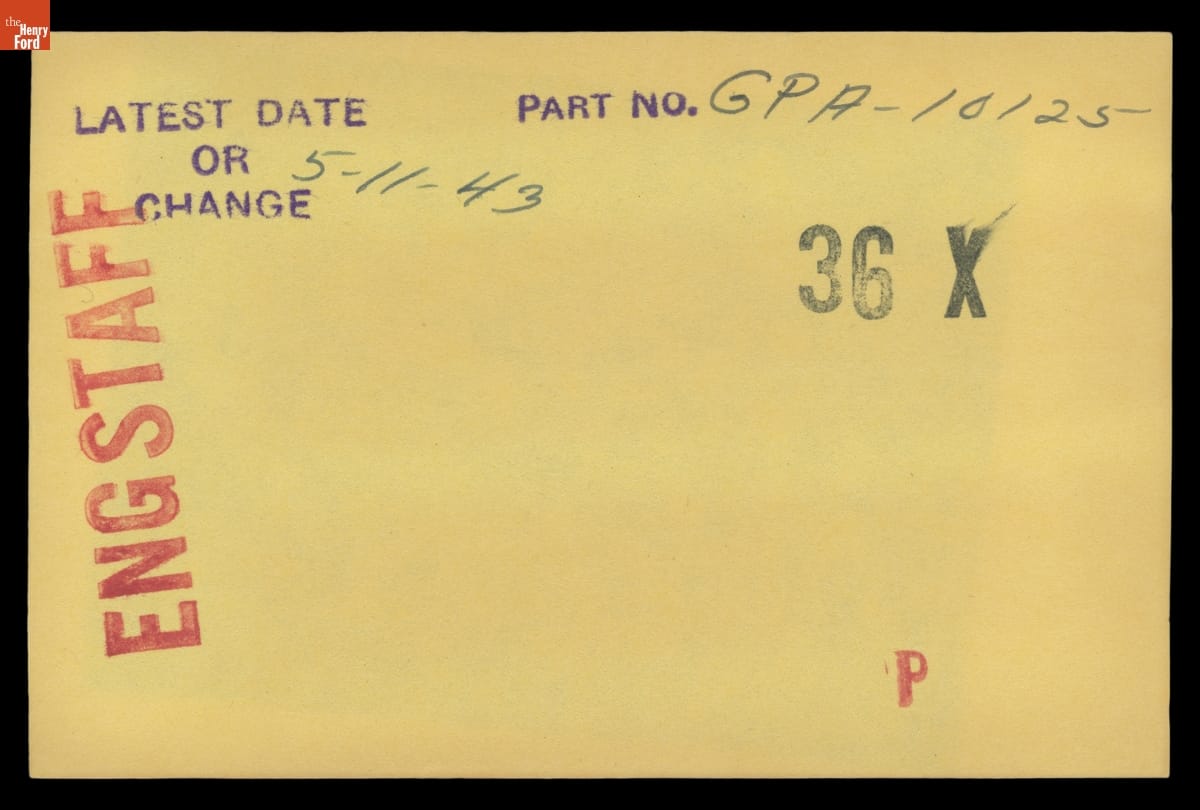 the
Henry
Ford
LATEST DATE
OR
CHANGE
5-11-43
PART NO. GPA-10125
36 X
ENGSTAFF
P